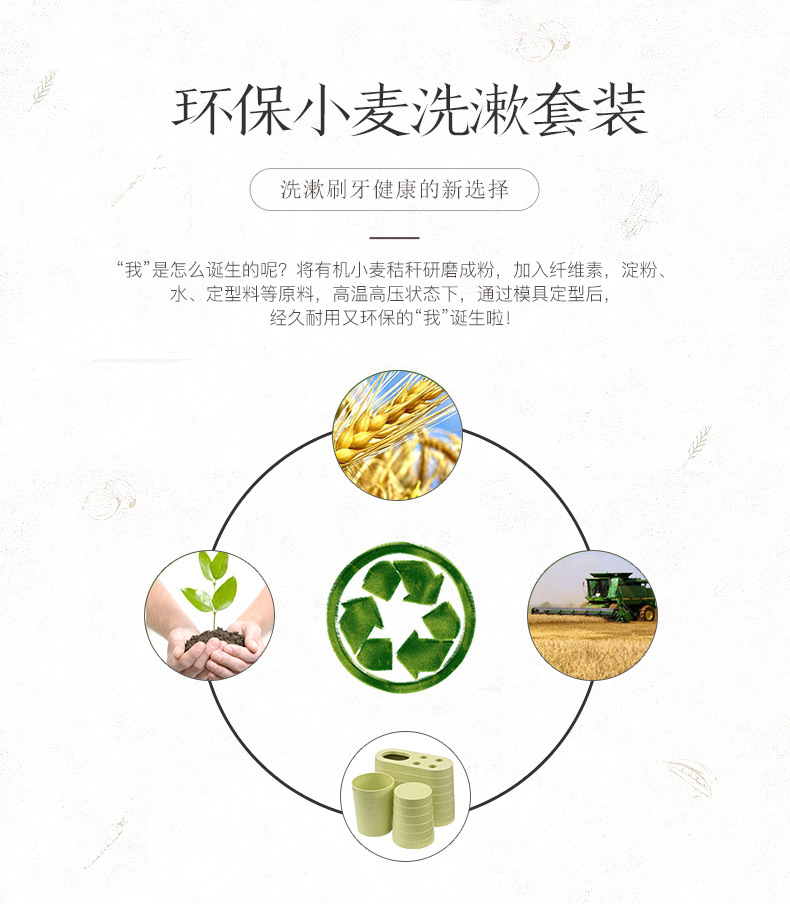 环保小麦洗漱套装
洗漱刷牙健康的新选择
“我”是怎么诞生的呢？将有机小麦秸秆研磨成粉，加入纤维素，淀粉、
水、定型料等原料，高温高压状态下，通过模具定型后，
经久耐用又环保的“我”诞生啦！